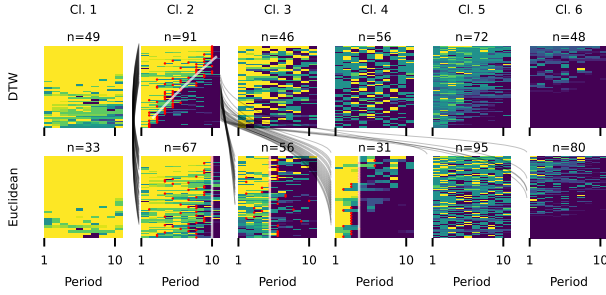 Cl. 1 Cl. 2 Cl. 3 Cl. 4 Cl. 5 Cl. 6
n=49 n=91 n=46 n=56 n=72 n=48
DTW
n=33 n=67 n=56 n=31 n=95 n=80
Euclidean
1 10 1 10 1 10 1 10 1 10 1 10
Period Period Period Period Period Period